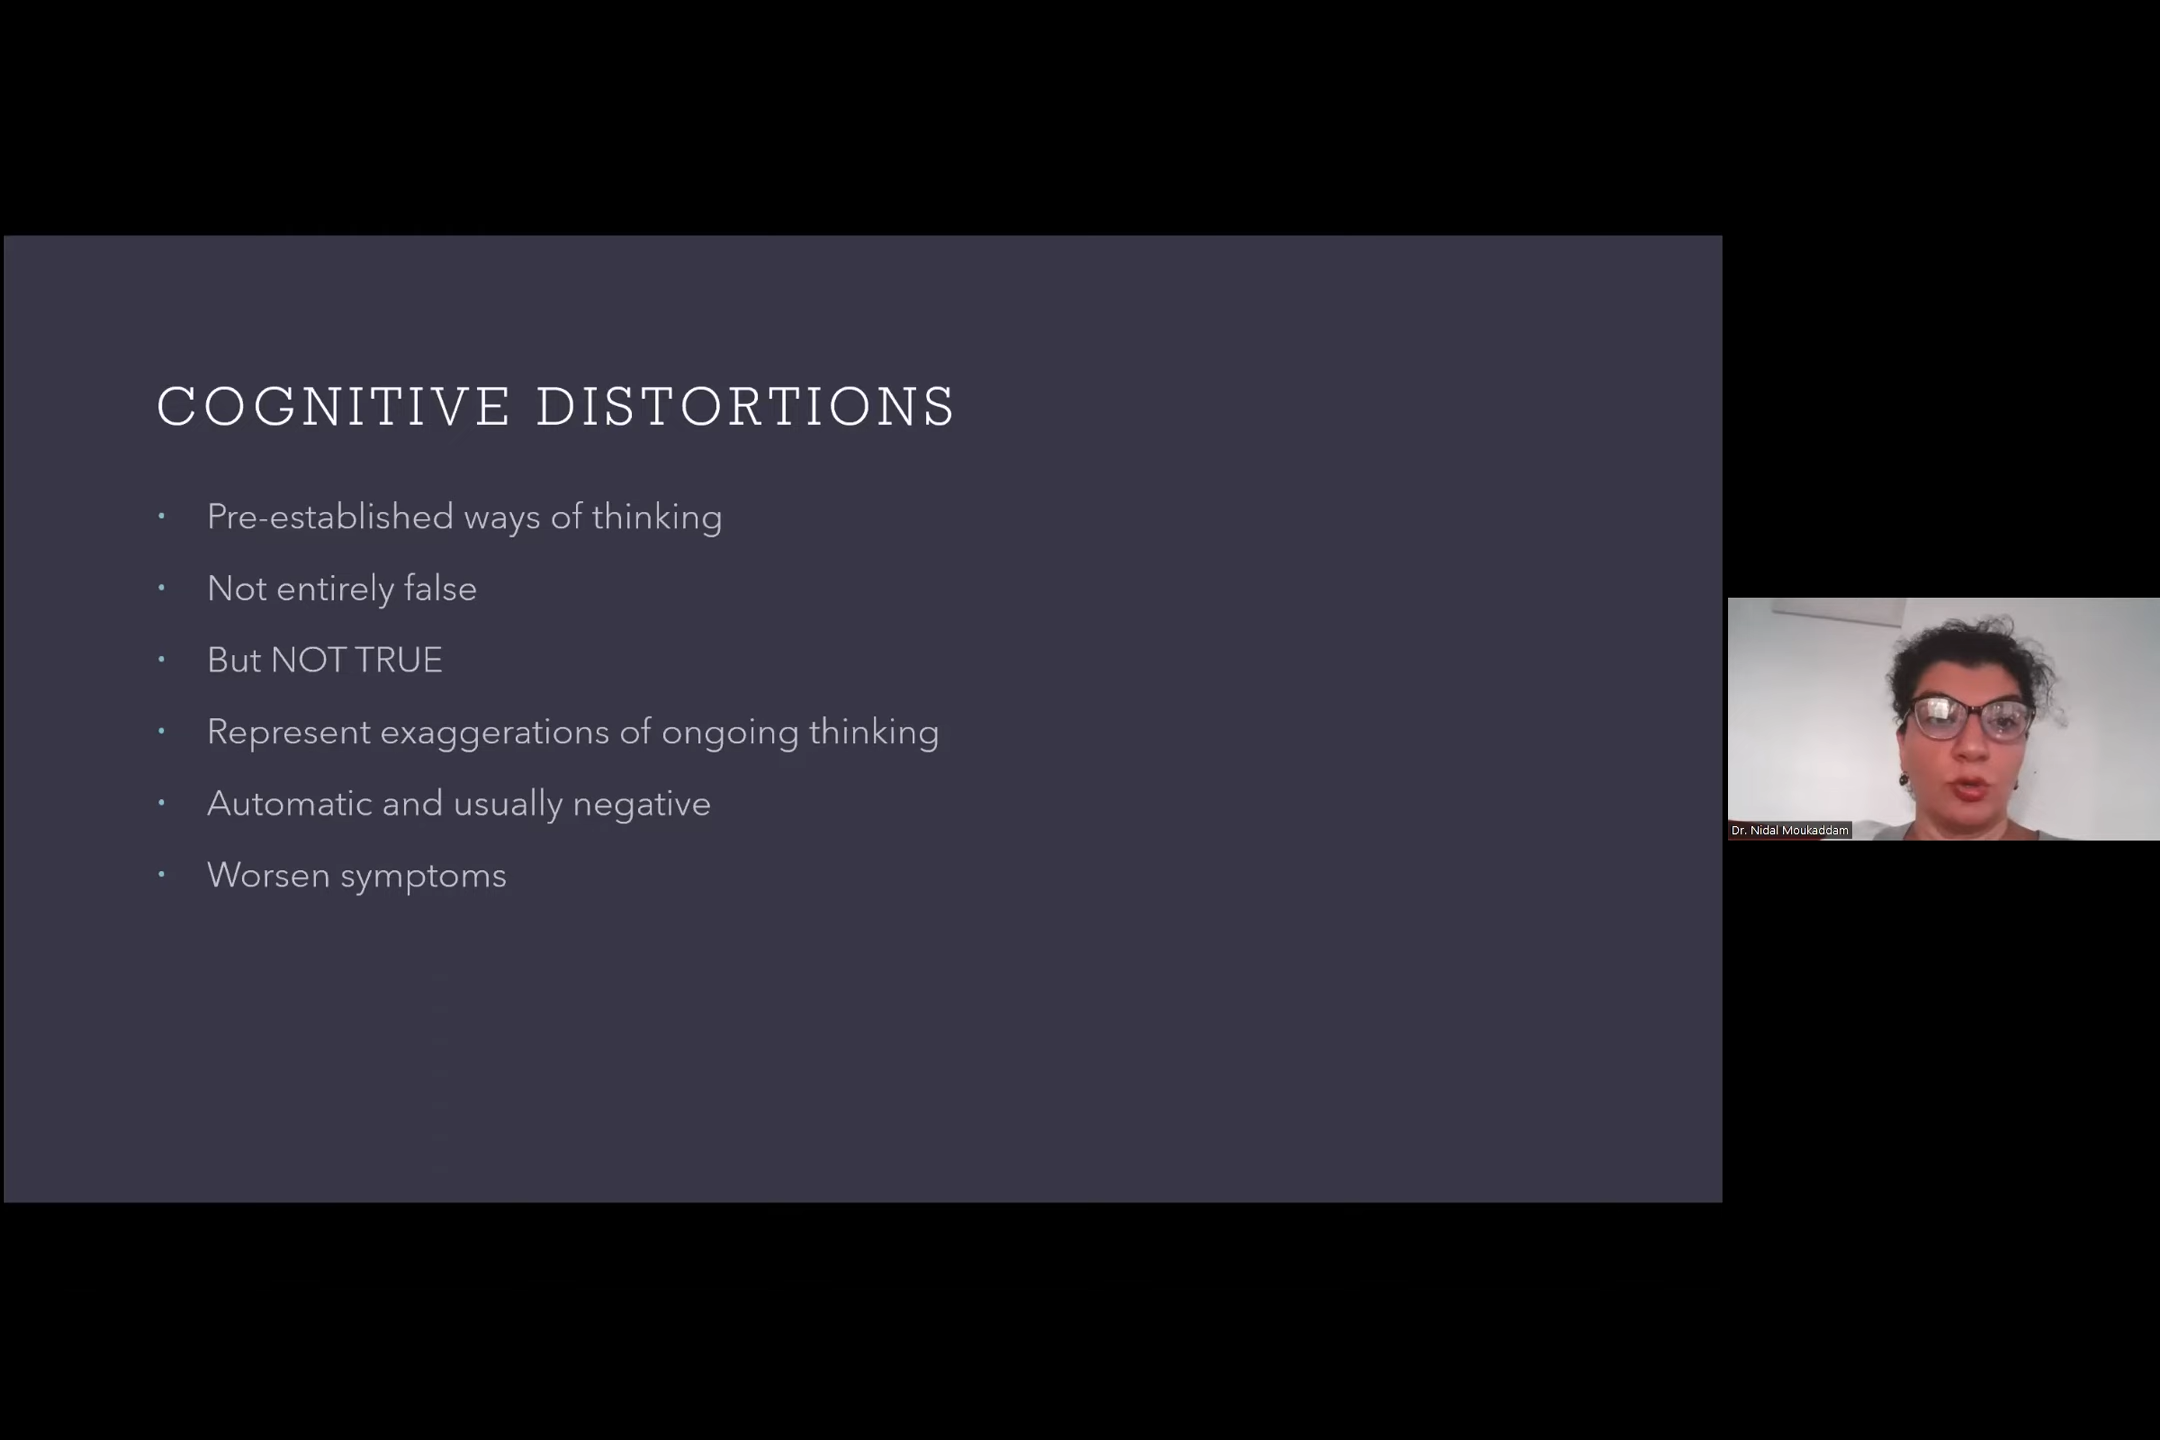 COGNITIVE DISTORTIONS
• Pre-established ways of thinking
• Not entirely false
• But NOT TRUE
• Represent exaggerations of ongoing thinking
• Automatic and usually negative
• Worsen symptoms
Dr. Nidal Moukaddam